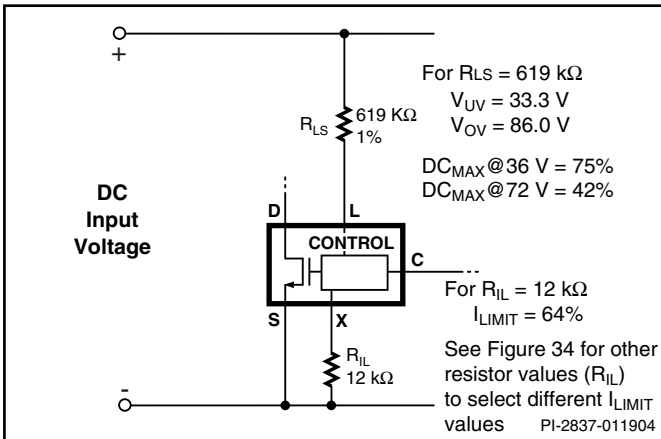 +
For RLS = 619 kΩ
VUV = 33.3 V
VOV = 86.0 V
DCMAX@36 V = 75%
DCMAX@72 V = 42%
RLS
619 KΩ
1%
DC
Input
Voltage
D
L
CONTROL
C
S
X
For RIL = 12 kΩ
ILIMIT = 64%
See Figure 34 for other
resistor values (RIL)
to select different ILIMIT
values
RIL
12 kΩ
-
PI-2837-011904